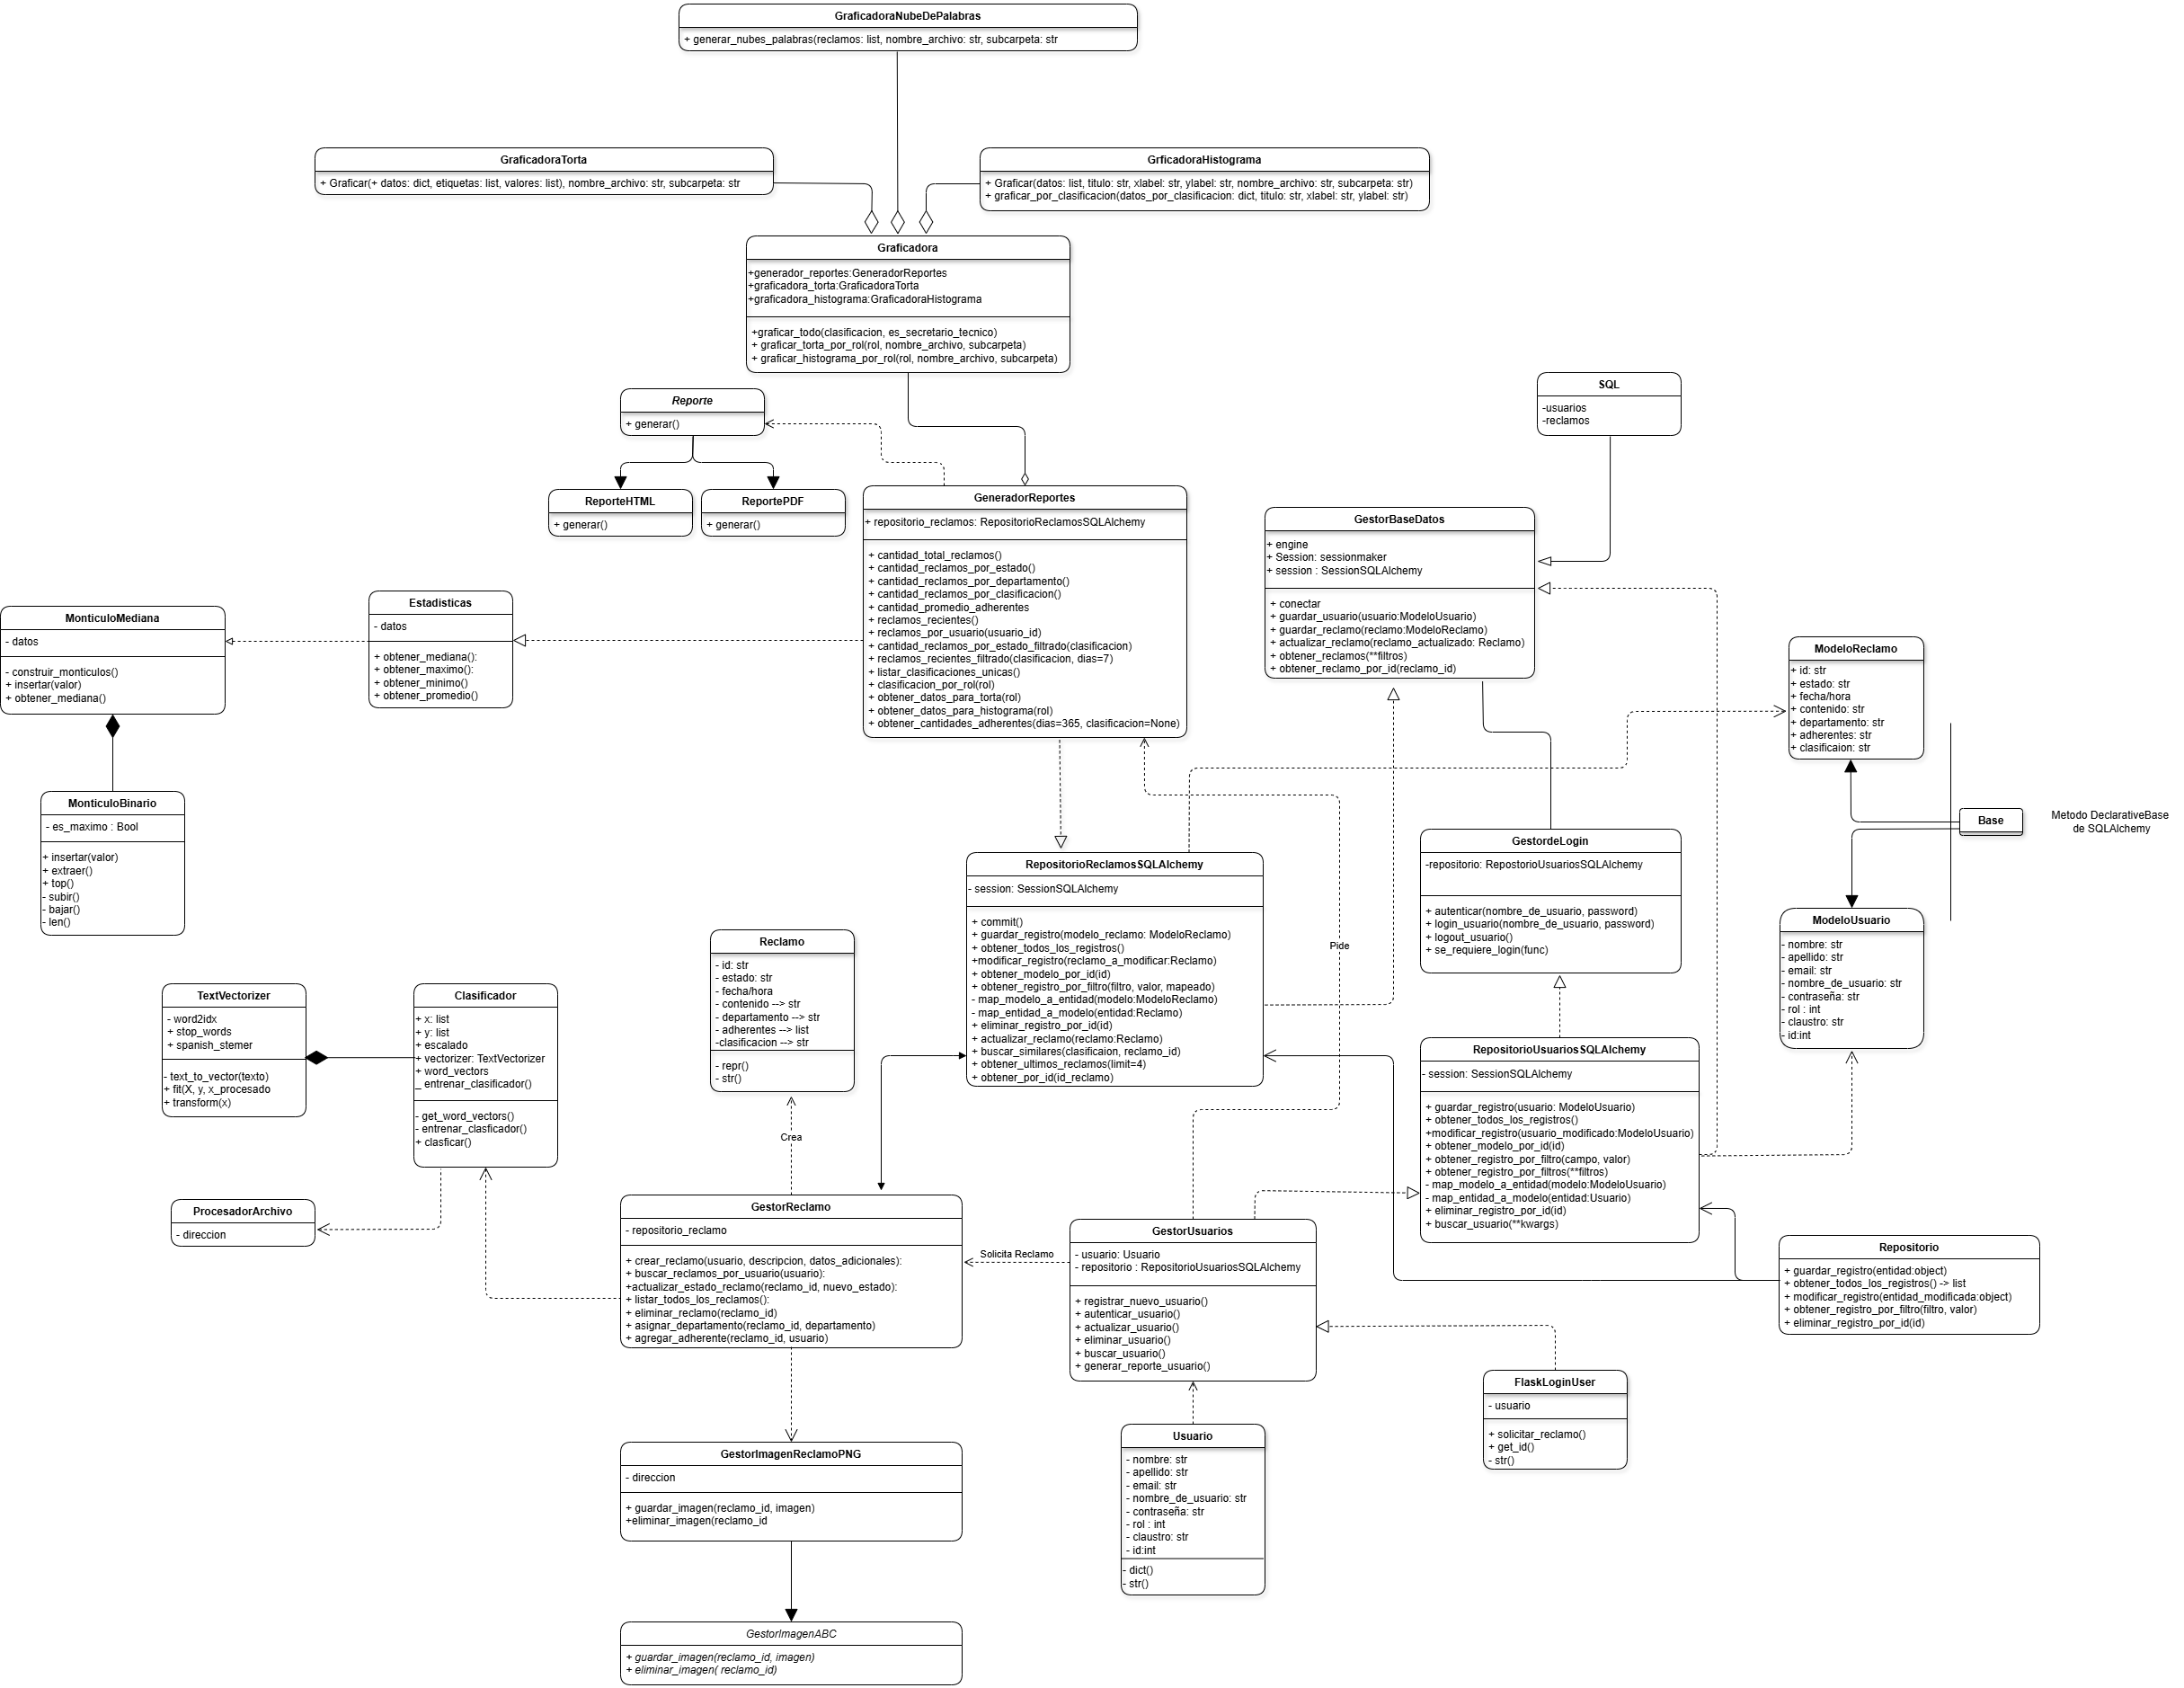 GraficadoraNubeDePalabras
+ generar_nubes_palabras(reclamos: list, nombre_archivo: str, subcarpeta: str
GraficadoraTorta
+ Graficar(+ datos: dict, etiquetas: list, valores: list), nombre_archivo: str, subcarpeta: str
GrficadoraHistograma
+ Graficar(datos: list, titulo: str, xlabel: str, ylabel: str, nombre_archivo: str, subcarpeta: str)
+ graficar_por_clasificacion(datos_por_clasificacion: dict, titulo: str, xlabel: str, ylabel: str)
Graficadora
+generador_reportes:GeneradorReportes
+graficadora_torta:GraficadoraTorta
+graficadora_histograma:GraficadoraHistograma
+graficar_todo(clasificacion, es_secretario_tecnico)
+ graficar_torta_por_rol(rol, nombre_archivo, subcarpeta)
+ graficar_histograma_por_rol(rol, nombre_archivo, subcarpeta)
Reporte
+ generar()
ReporteHTML
+ generar()
ReportePDF
+ generar()
SQL
-usuarios
-reclamos
GeneradorReportes
+ repositorio_reclamos: RepositorioReclamosSQLAlchemy
+ cantidad_total_reclamos()
+ cantidad_reclamos_por_estado()
+ cantidad_reclamos_por_departamento()
+ cantidad_reclamos_por_clasificacion()
+ cantidad_promedio_adherentes
+ reclamos_recientes()
+ reclamos_por_usuario(usuario_id)
+ cantidad_reclamos_por_estado_filtrado(clasificacion)
+ reclamos_recientes_filtrado(clasificacion, dias=7)
+ listar_clasificaciones_unicas()
+ clasificacion_por_rol(rol)
+ obtener_datos_para_torta(rol)
+ obtener_datos_para_histograma(rol)
+ obtener_cantidades_adherentes(dias=365, clasificacion=None)
GestorBaseDatos
+ engine
+ Session: sessionmaker
+ session : SessionSQLAlchemy
+ conectar
+ guardar_usuario(usuario:ModeloUsuario)
+ guardar_reclamo(reclamo:ModeloReclamo)
+ actualizar_reclamo(reclamo_actualizado: Reclamo)
+ obtener_reclamos(**filtros)
+ obtener_reclamo_por_id(reclamo_id)
Estadisticas
- datos
+ obtener_mediana():
+ obtener_maximo():
+ obtener_minimo()
+ obtener_promedio()
MonticuloMediana
- datos
- construir_monticulos()
+ insertar(valor)
+ obtener_mediana()
MonticuloBinario
- es_maximo : Bool
+ insertar(valor)
+ extraer()
+ top()
- subir()
- bajar()
- len()
ModeloReclamo
+ id: str
+ estado: str
+ fecha/hora
+ contenido: str
+ departamento: str
+ adherentes: str
+ clasificaion: str
Base
Metodo DeclarativeBase
de SQLAlchemy
ModeloUsuario
- nombre: str
- apellido: str
- email: str
- nombre_de_usuario: str
- contraseña: str
- rol : int
- claustro: str
- id:int
GestordeLogin
-repositorio: RepostorioUsuariosSQLAlchemy
+ autenticar(nombre_de_usuario, password)
+ login_usuario(nombre_de_usuario, password)
+ logout_usuario()
+ se_requiere_login(func)
RepositorioReclamosSQLAlchemy
- session: SessionSQLAlchemy
+ commit()
+ guardar_registro(modelo_reclamo: ModeloReclamo)
+ obtener_todos_los_registros()
+modificar_registro(reclamo_a_modificar:Reclamo)
+ obtener_modelo_por_id(id)
+ obtener_registro_por_filtro(filtro, valor, mapeado)
- map_modelo_a_entidad(modelo:ModeloReclamo)
- map_entidad_a_modelo(entidad:Reclamo)
+ eliminar_registro_por_id(id)
+ actualizar_reclamo(reclamo:Reclamo)
+ buscar_similares(clasificaion, reclamo_id)
+ obtener_ultimos_reclamos(limit=4)
+ obtener_por_id(id_reclamo)
Pide
Reclamo
- id: str
- estado: str
- fecha/hora
- contenido --> str
- departamento --> str
- adherentes --> list
-clasificacion --> str
- repr()
- str()
Crea
TextVectorizer
- word2idx
+ stop_words
+ spanish_stemer
- text_to_vector(texto)
+ fit(X, y, x_procesado
+ transform(x)
Clasificador
+ x: list
+ y: list
+ escalado
+ vectorizer: TextVectorizer
+ word_vectors
_ entrenar_clasificador()
- get_word_vectors()
- entrenar_clasficador()
+ clasficar()
ProcesadorArchivo
- direccion
RepositorioUsuariosSQLAlchemy
- session: SessionSQLAlchemy
+ guardar_registro(usuario: ModeloUsuario)
+ obtener_todos_los_registros()
+modificar_registro(usuario_modificado:ModeloUsuario)
+ obtener_modelo_por_id(id)
+ obtener_registro_por_filtro(campo, valor)
+ obtener_registro_por_filtros(**filtros)
- map_modelo_a_entidad(modelo:ModeloUsuario)
- map_entidad_a_modelo(entidad:Usuario)
+ eliminar_registro_por_id(id)
+ buscar_usuario(**kwargs)
GestorReclamo
- repositorio_reclamo
+ crear_reclamo(usuario, descripcion, datos_adicionales):
+ buscar_reclamos_por_usuario(usuario):
+actualizar_estado_reclamo(reclamo_id, nuevo_estado):
+ listar_todos_los_reclamos():
+ eliminar_reclamo(reclamo_id)
+ asignar_departamento(reclamo_id, departamento)
+ agregar_adherente(reclamo_id, usuario)
Solicita Reclamo
GestorUsuarios
- usuario: Usuario
- repositorio : RepositorioUsuariosSQLAlchemy
+ registrar_nuevo_usuario()
+ autenticar_usuario()
+ actualizar_usuario()
+ eliminar_usuario()
+ buscar_usuario()
+ generar_reporte_usuario()
Repositorio
+ guardar_registro(entidad:object)
+ obtener_todos_los_registros() -> list
+ modificar_registro(entidad_modificada:object)
+ obtener_registro_por_filtro(filtro, valor)
+ eliminar_registro_por_id(id)
FlaskLoginUser
- usuario
+ solicitar_reclamo()
+ get_id()
- str()
Usuario
- nombre: str
- apellido: str
- email: str
- nombre_de_usuario: str
- contraseña: str
- rol : int
- claustro: str
- id:int
- dict()
- str()
GestorImagenReclamoPNG
- direccion
+ guardar_imagen(reclamo_id, imagen)
+eliminar_imagen(reclamo_id
GestorImagenABC
+ guardar_imagen(reclamo_id, imagen)
+ eliminar_imagen( reclamo_id)